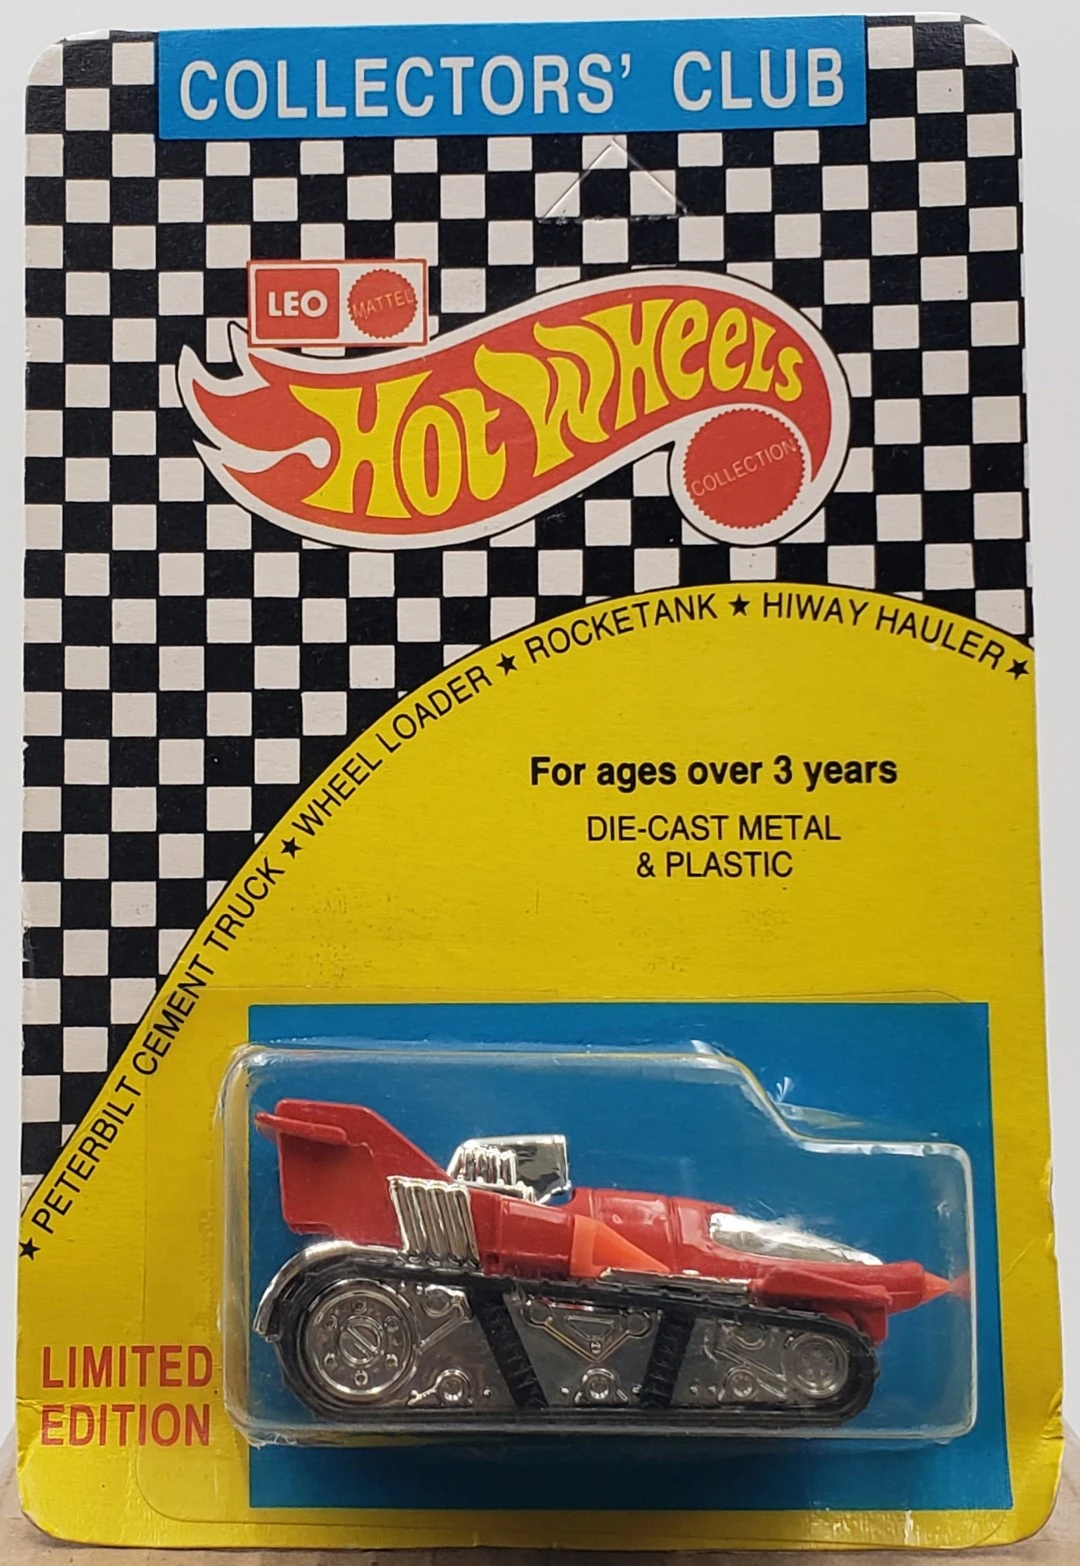 COLLECTORS' CLUB
LEO
MATTEL
HOT WHEELS
COLLECTION
★ PETERBILT CEMENT TRUCK ★ WHEEL LOADER ★ ROCKETANK ★ HIWAY HAULER ★
For ages over 3 years
DIE-CAST METAL
& PLASTIC
LIMITED
EDITION